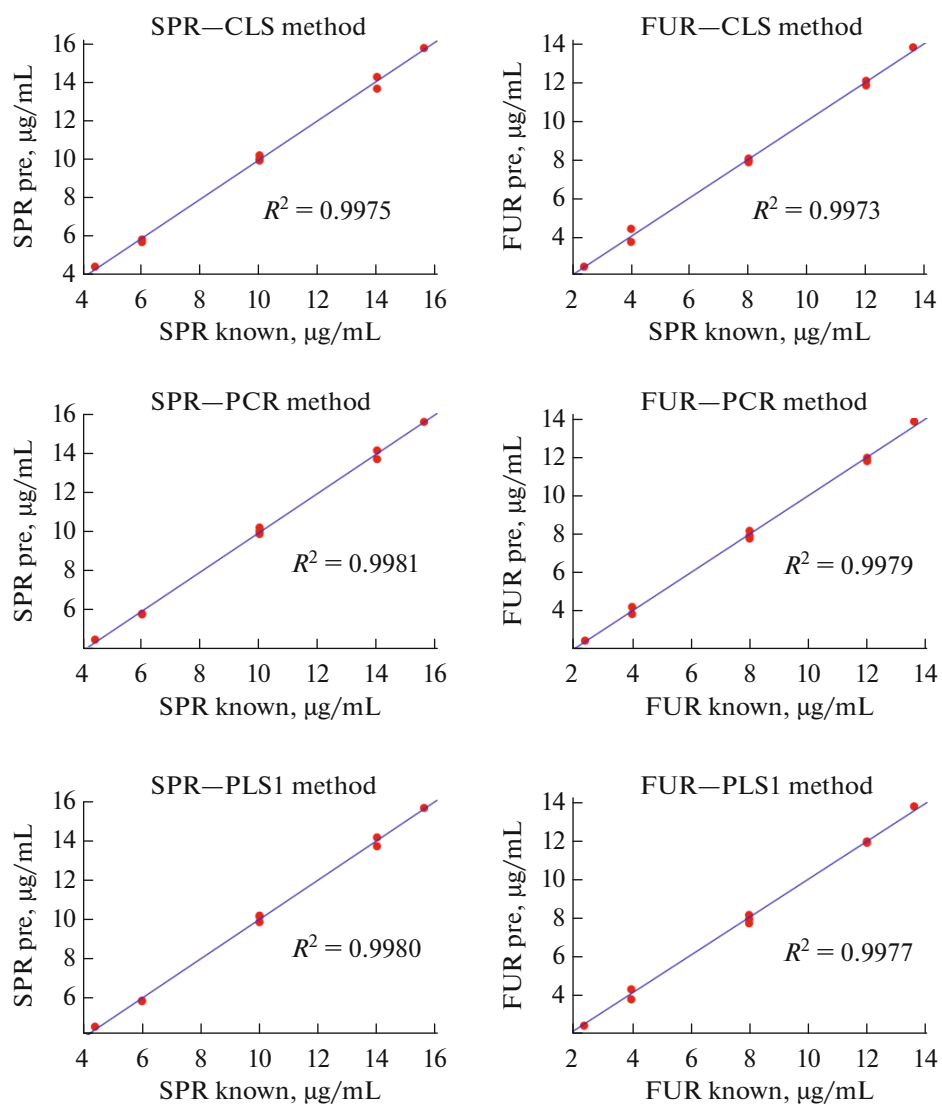 SPR—CLS method
16
14
12
10
8
6
4
SPR pre, µg/mL
R² = 0.9975
4 6 8 10 12 14 16
SPR known, µg/mL
FUR—CLS method
14
12
10
8
6
4
FUR pre, µg/mL
R² = 0.9973
2 4 6 8 10 12 14
SPR known, µg/mL
SPR—PCR method
16
14
12
10
8
6
SPR pre, µg/mL
R² = 0.9981
4 6 8 10 12 14 16
SPR known, µg/mL
FUR—PCR method
14
12
10
8
6
4
FUR pre, µg/mL
R² = 0.9979
2 4 6 8 10 12 14
FUR known, µg/mL
SPR—PLS1 method
16
14
12
10
8
6
SPR pre, µg/mL
R² = 0.9980
4 6 8 10 12 14 16
SPR known, µg/mL
FUR—PLS1 method
14
12
10
8
6
4
2
FUR pre, µg/mL
R² = 0.9977
2 4 6 8 10 12 14
FUR known, µg/mL